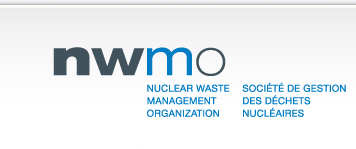 nwmo
NUCLEAR WASTE
MANAGEMENT
ORGANIZATION
SOCIÉTÉ DE GESTION
DES DÉCHETS
NUCLÉAIRES